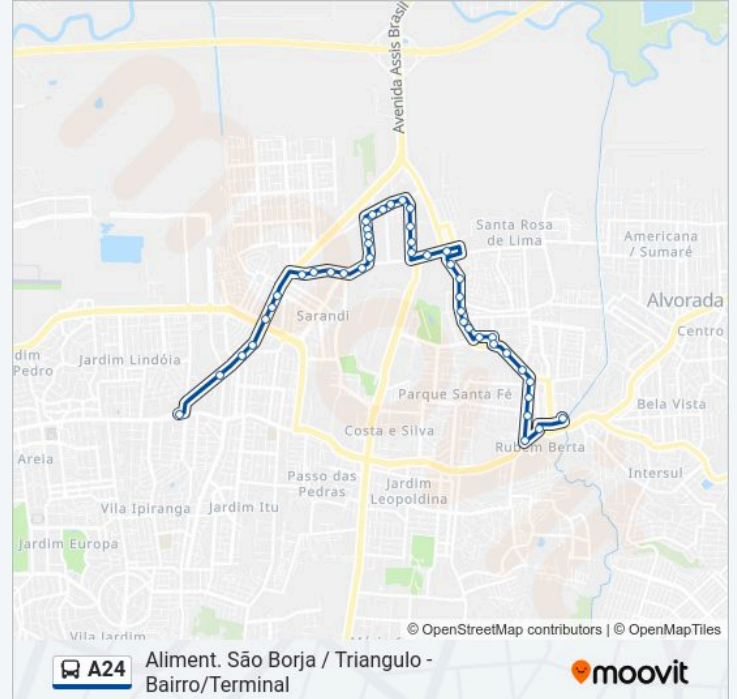 Avenida Assis Brasil
Santa Rosa
de Lima
Americana
/ Sumaré
Alvorada
Centro
Sarandi
dim
Pedro
Jardim Lindóia
Parque Santa Fé
Bela Vista
Costa e Silva
Rubem Berta
Areia
Passo das
Pedras
Jardim
Leopoldina
Intersul
Vila Ipiranga
Jardim Itu
Jardim Europa
Vila Jardim
© OpenStreetMap contributors | © OpenMapTiles
A24
Aliment. São Borja / Triangulo -
Bairro/Terminal
moovit